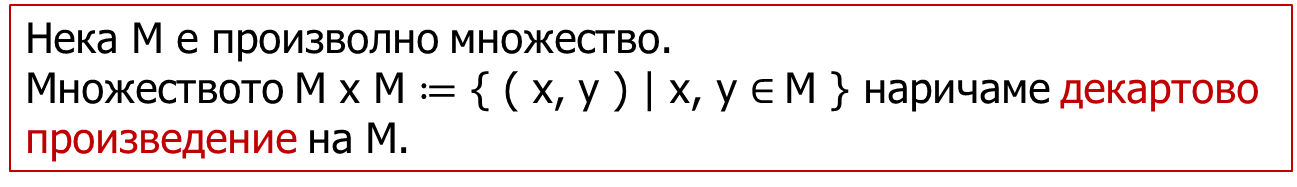 Нека М е произволно множество.
Множеството М х М ≔ { ( х, у ) | х, у ∈ М } наричаме декартово
произведение на М.